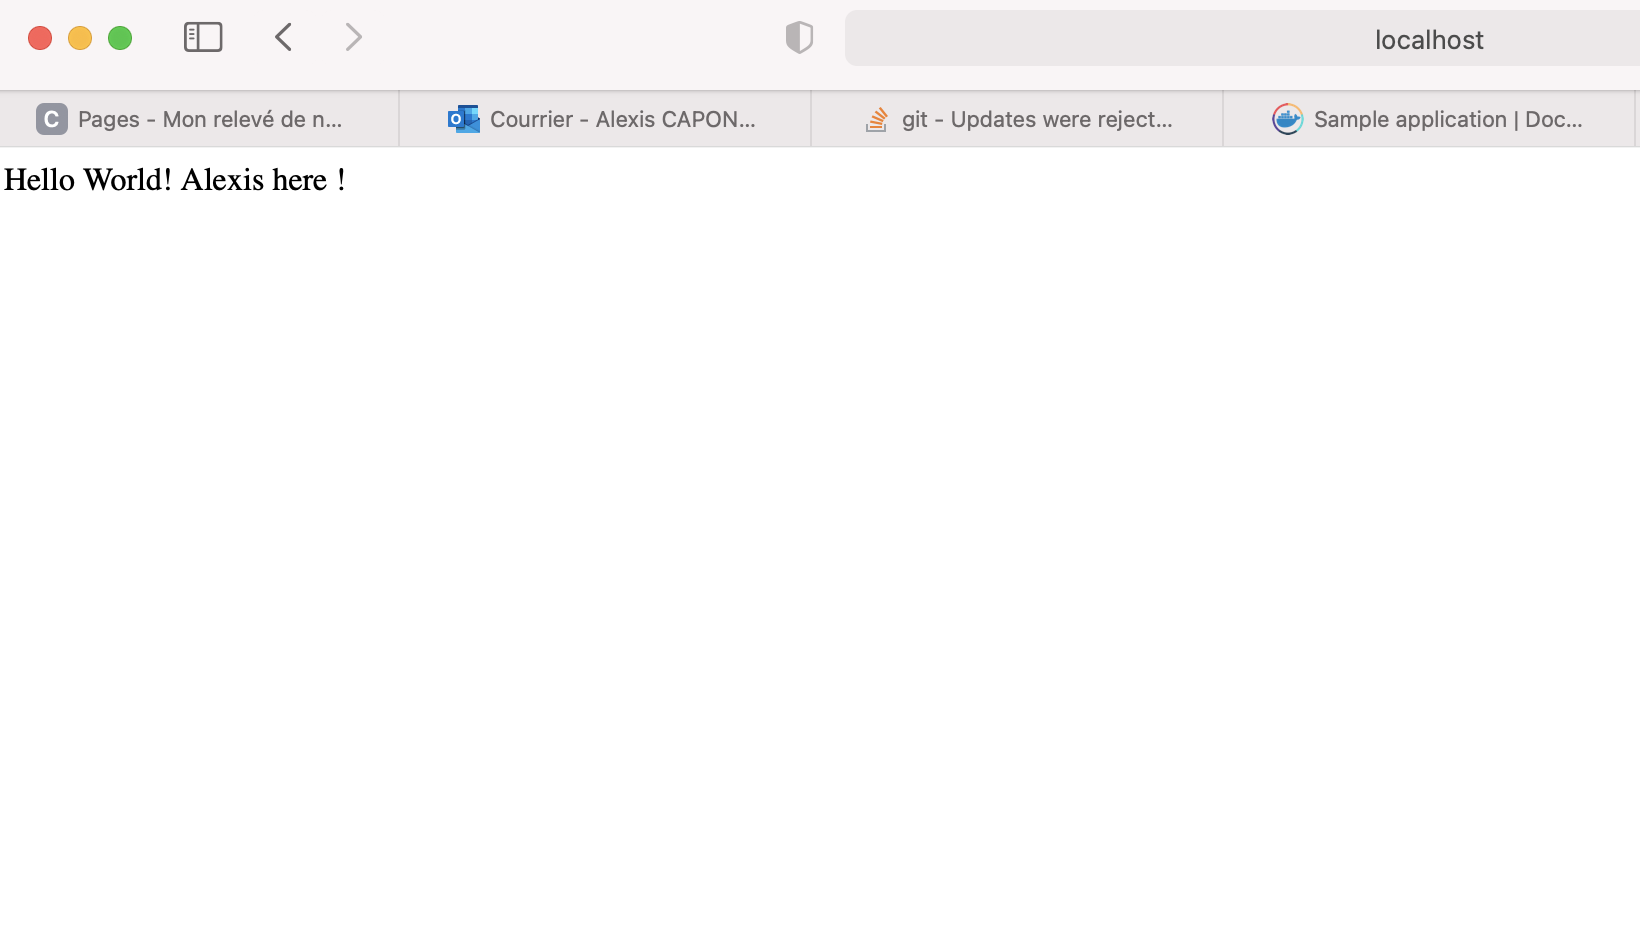 localhost
C Pages - Mon relevé de n...
O Courrier - Alexis CAPON...
git - Updates were reject...
Sample application | Doc...
Hello World! Alexis here !